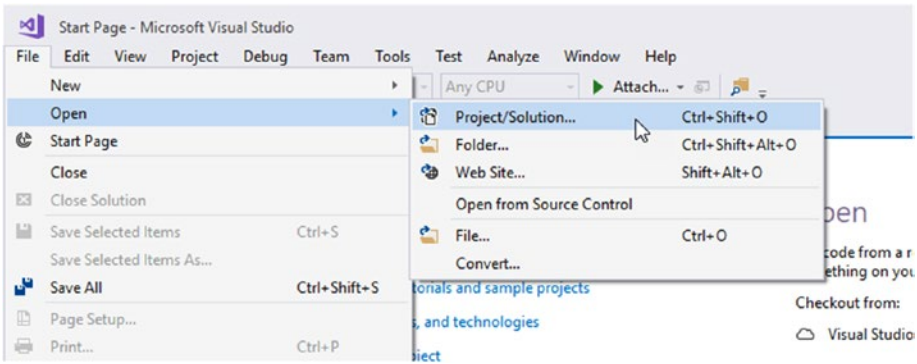 Start Page - Microsoft Visual Studio
File Edit View Project Debug Team Tools Test Analyze Window Help
New
Any CPU Attach...
Open
Project/Solution... Ctrl+Shift+O
Start Page
Folder... Ctrl+Shift+Alt+O
Close
Web Site... Shift+Alt+O
Close Solution
Open from Source Control
Save Selected Items Ctrl+S
File... Ctrl+O
Save Selected Items As...
Convert...
Save All Ctrl+Shift+S
Page Setup...
Print... Ctrl+P
pen
code from a r
ething on you
Checkout from:
Visual Studio
torials and sample projects
s, and technologies
oject